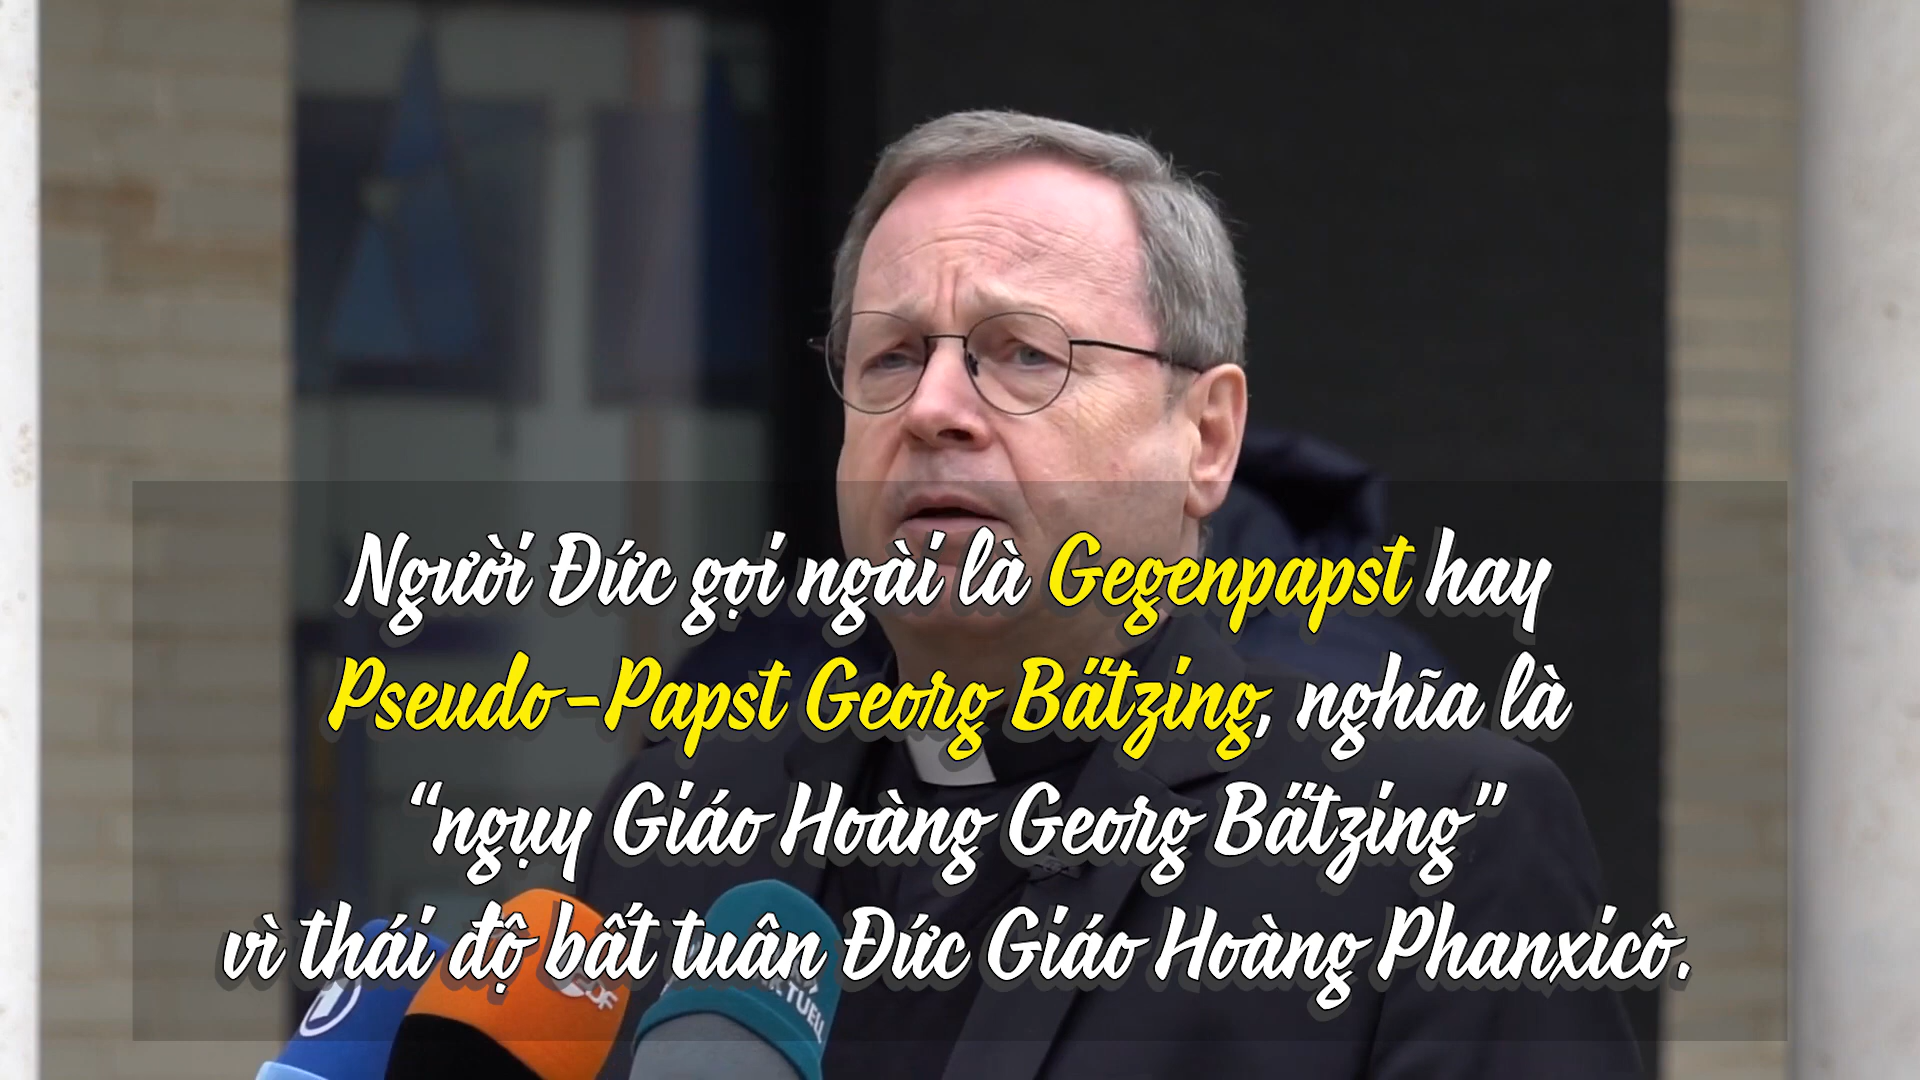 Người Đức gọi ngài là Gegenpapst hay
Pseudo-Papst Georg Bätzing, nghĩa là
“ngụy Giáo Hoàng Georg Bätzing”
vì thái độ bất tuân Đức Giáo Hoàng Phanxicô.
ZDF